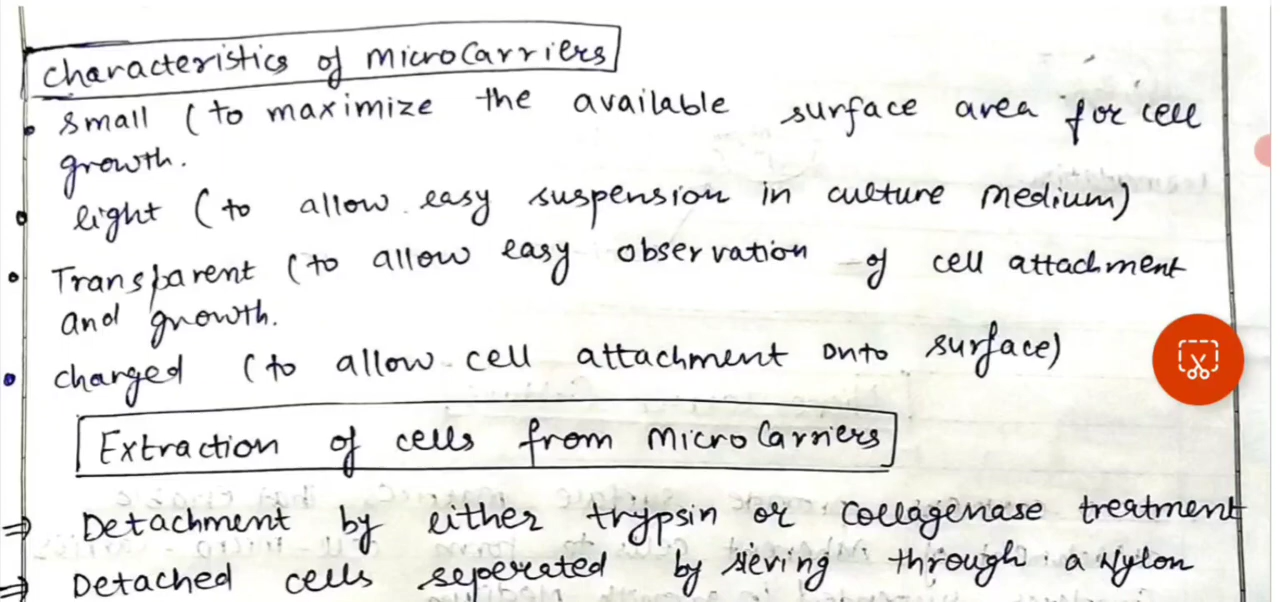 Characteristics of microCarriers
• small (to maximize the available surface area for cell
growth.
• light (to allow easy suspension in culture medium)
• Transparent (to allow easy observation of cell attachment
and growth.
• charged (to allow cell attachment onto surface)
Extraction of cells from micro Carriers
⇒ Detachment by either trypsin or collagenase treatment
⇒ Detached cells seperated by sieving through a Nylon